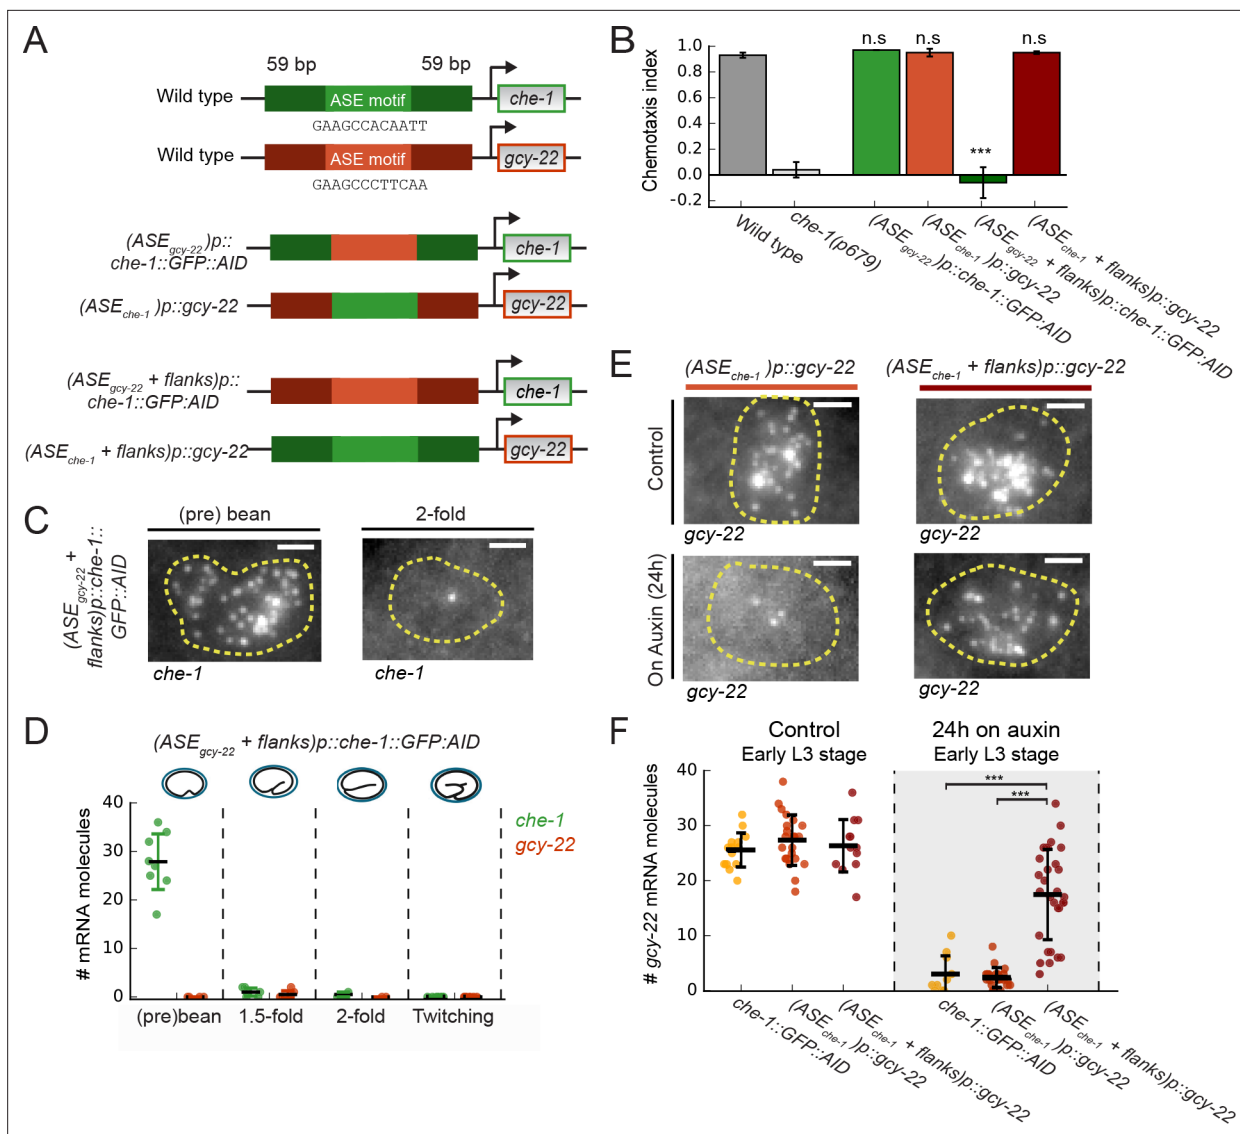 A
59 bp 59 bp
Wild type ASE motif che-1
GAAGCCACAATT
Wild type ASE motif gcy-22
GAAGCCCTTCAA
(ASEgcy-22)p::
che-1::GFP::AID che-1
(ASEche-1 )p::gcy-22 gcy-22
(ASEgcy-22 + flanks)p::
che-1::GFP::AID che-1
(ASEche-1 + flanks)p::gcy-22 gcy-22
B
Chemotaxis index
1.0
0.8
0.6
0.4
0.2
0.0
-0.2
n.s n.s *** n.s
Wild type
che-1(p679)
(ASEgcy-22)p::che-1::GFP:AID
(ASEche-1 )p::gcy-22
(ASEgcy-22 + flanks)p::che-1::GFP:AID
(ASEche-1 + flanks)p::gcy-22
C
(pre) bean 2-fold
(ASEgcy-22 +
flanks)p::che-1::
GFP::AID
che-1 che-1
D
(ASEgcy-22 + flanks)p::che-1::GFP:AID
# mRNA molecules
40
30
20
10
0
che-1
gcy-22
(pre)bean 1.5-fold 2-fold Twitching
E
(ASEche-1 )p::gcy-22 (ASEche-1 + flanks)p::gcy-22
Control
gcy-22 gcy-22
On Auxin (24h)
gcy-22 gcy-22
F
Control 24h on auxin
Early L3 stage Early L3 stage
# gcy-22 mRNA molecules
40
30
20
10
0
***
***
che-1::GFP::AID
(ASEche-1 )p::gcy-22
(ASEche-1 + flanks)p::gcy-22
che-1::GFP::AID
(ASEche-1 )p::gcy-22
(ASEche-1 + flanks)p::gcy-22